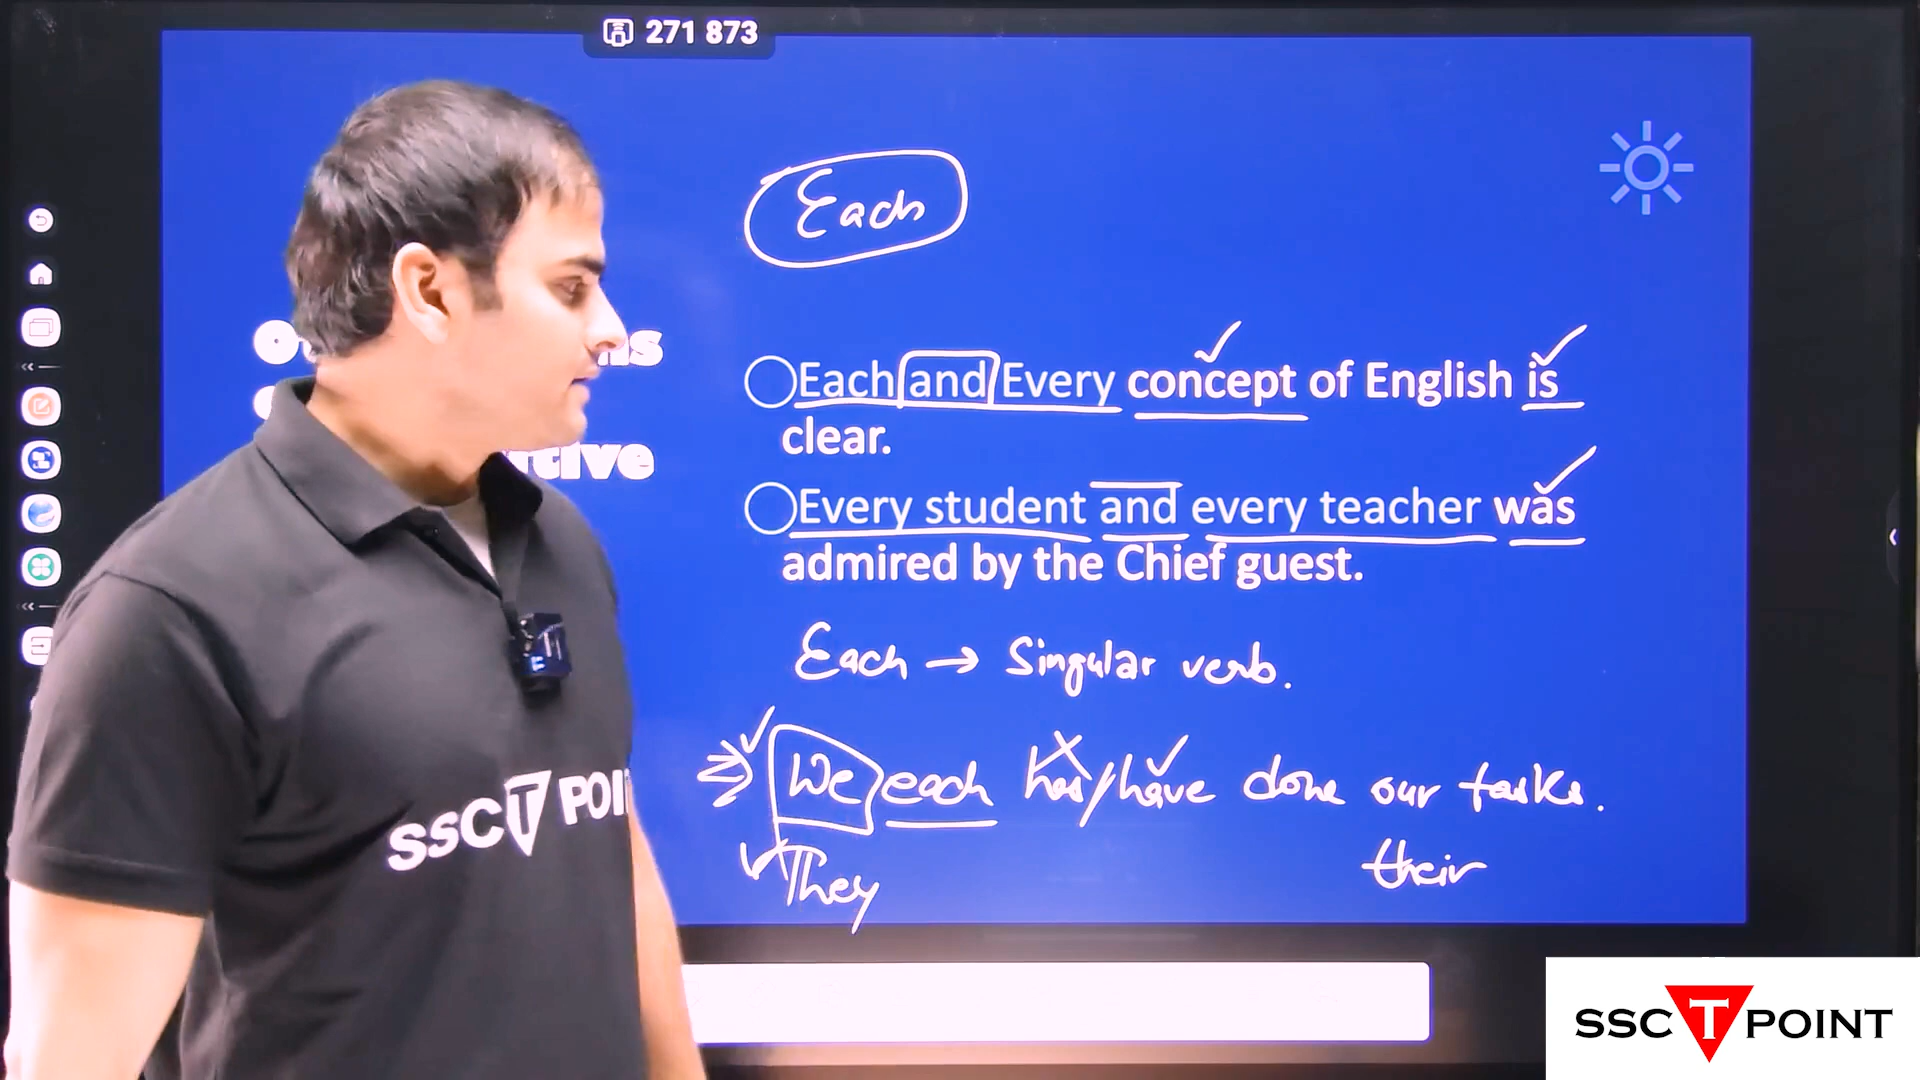 271 873
Each
Each and Every concept of English is
clear.
Every student and every teacher was
admired by the Chief guest.
Each → Singular verb.
We each has/have done our tasks.
They their
SSC POINT
SSC T POINT